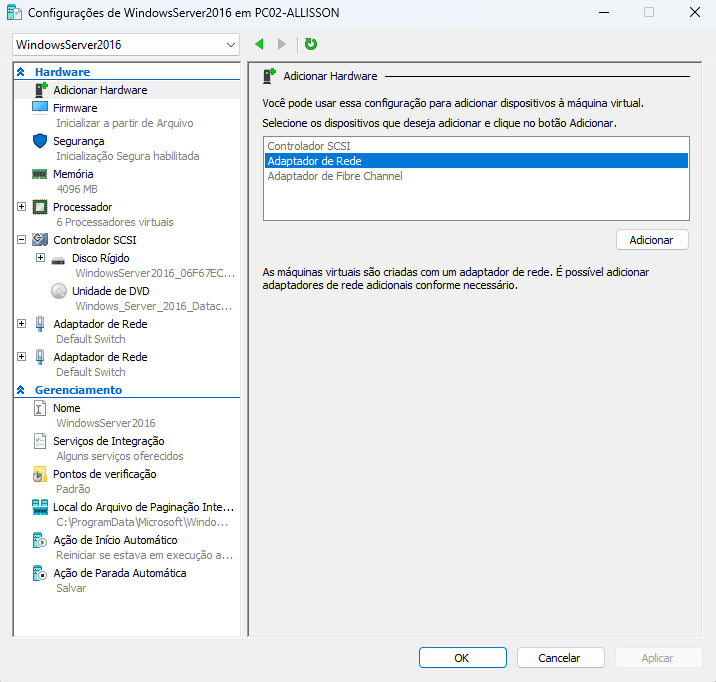 Configurações de WindowsServer2016 em PC02-ALLISSON
WindowsServer2016
Hardware
Adicionar Hardware
Firmware
Inicializar a partir de Arquivo
Segurança
Inicialização Segura habilitada
Memória
4096 MB
Processador
6 Processadores virtuais
Controlador SCSI
Disco Rígido
WindowsServer2016_06F67EC...
Unidade de DVD
Windows_Server_2016_Datac...
Adaptador de Rede
Default Switch
Adaptador de Rede
Default Switch
Gerenciamento
Nome
WindowsServer2016
Serviços de Integração
Alguns serviços oferecidos
Pontos de verificação
Padrão
Local do Arquivo de Paginação Inte...
C:\ProgramData\Microsoft\Windo...
Ação de Início Automático
Reiniciar se estava em execução a...
Ação de Parada Automática
Salvar
Adicionar Hardware
Você pode usar essa configuração para adicionar dispositivos à máquina virtual.
Selecione os dispositivos que deseja adicionar e clique no botão Adicionar.
Controlador SCSI
Adaptador de Rede
Adaptador de Fibre Channel
Adicionar
As máquinas virtuais são criadas com um adaptador de rede. É possível adicionar
adaptadores de rede adicionais conforme necessário.
OK
Cancelar
Aplicar